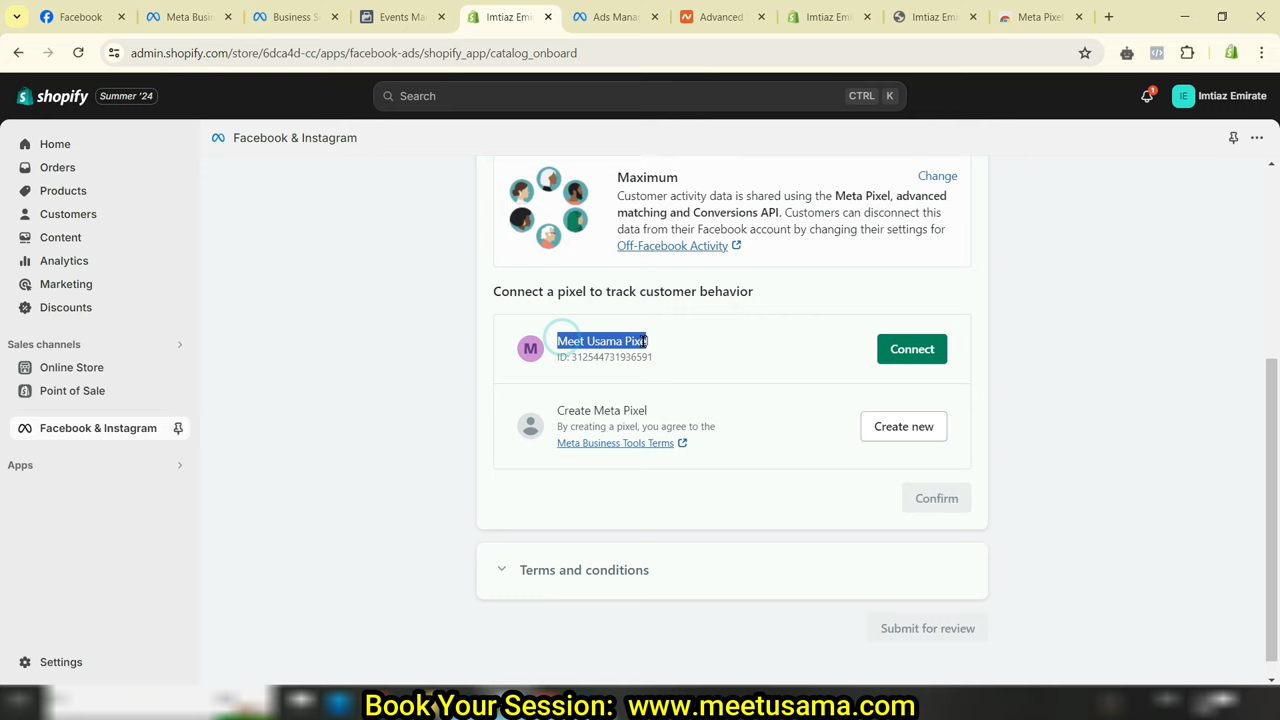 Facebook
Meta Busi
Business S
Events Ma
Imtiaz Emi
Ads Mana
Advanced
Imtiaz Emi
Imtiaz Emi
Meta Pixel
admin.shopify.com/store/6dca4d-cc/apps/facebook-ads/shopify_app/catalog_onboard
shopify
Summer '24
Search
CTRL K
1
IE
Imtiaz Emirate
Home
Orders
Products
Customers
Content
Analytics
Marketing
Discounts
Sales channels
Online Store
Point of Sale
Facebook & Instagram
Apps
Settings
Facebook & Instagram
Maximum
Change
Customer activity data is shared using the Meta Pixel, advanced
matching and Conversions API. Customers can disconnect this
data from their Facebook account by changing their settings for
Off-Facebook Activity
Connect a pixel to track customer behavior
M
Meet Usama Pixel
ID: 312544731936591
Connect
Create Meta Pixel
By creating a pixel, you agree to the
Meta Business Tools Terms
Create new
Confirm
Terms and conditions
Submit for review
Book Your Session: www.meetusama.com